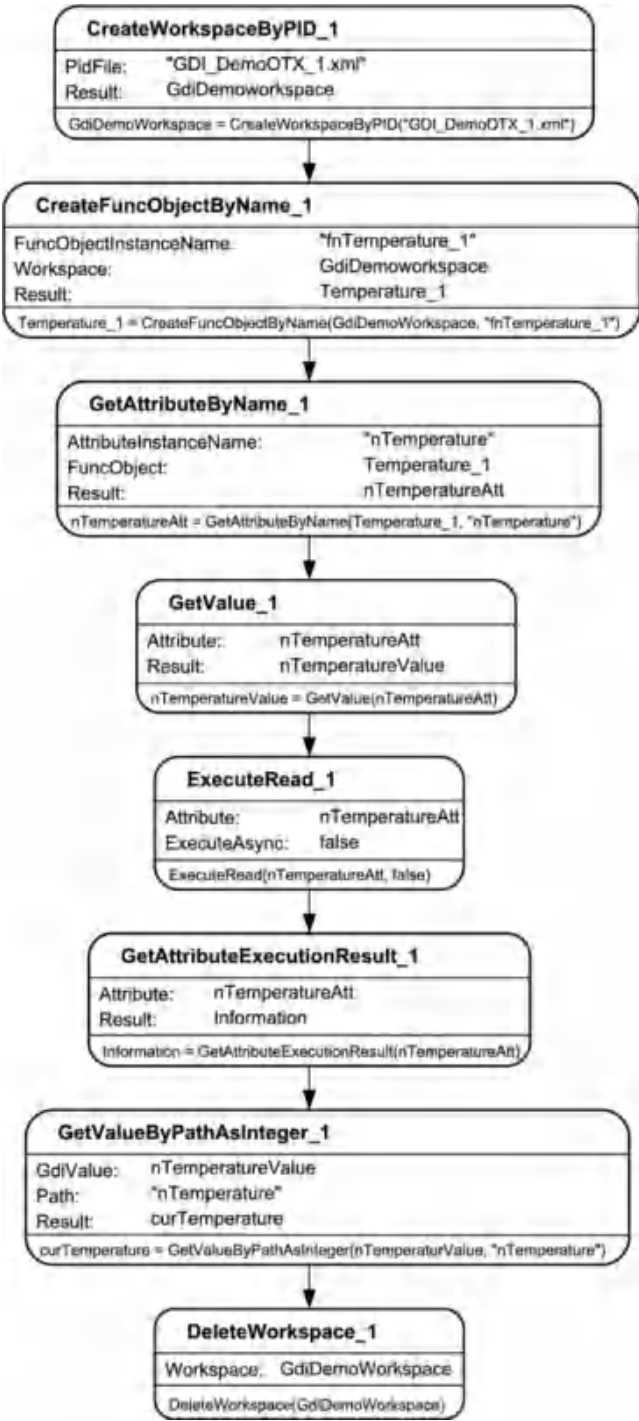 CreateWorkspaceByPID_1
PidFile: "GDI_DemoOTX_1.xml"
Result: GdiDemoworkspace
GdiDemoWorkspace = CreateWorkspaceByPID("GDI_DemoOTX_1.xml")
CreateFuncObjectByName_1
FuncObjectInstanceName "fnTemperature_1"
Workspace: GdiDemoworkspace
Result: Temperature_1
Temperature_1 = CreateFuncObjectByName(GdiDemoWorkspace, "fnTemperature_1")
GetAttributeByName_1
AttributeInstanceName: "nTemperature"
FuncObject: Temperature_1
Result: nTemperatureAtt
nTemperatureAtt = GetAttributeByName(Temperature_1, "nTemperature")
GetValue_1
Attribute: nTemperatureAtt
Result: nTemperatureValue
nTemperatureValue = GetValue(nTemperatureAtt)
ExecuteRead_1
Attribute: nTemperatureAtt
ExecuteAsync: false
ExecuteRead(nTemperatureAtt, false)
GetAttributeExecutionResult_1
Attribute: nTemperatureAtt
Result: Information
Information = GetAttributeExecutionResult(nTemperatureAtt)
GetValueByPathAsInteger_1
GdiValue: nTemperatureValue
Path: "nTemperature"
Result: curTemperature
curTemperature = GetValueByPathAsInteger(nTemperaturValue, "nTemperature")
DeleteWorkspace_1
Workspace: GdiDemoWorkspace
DeleteWorkspace(GdiDemoWorkspace)